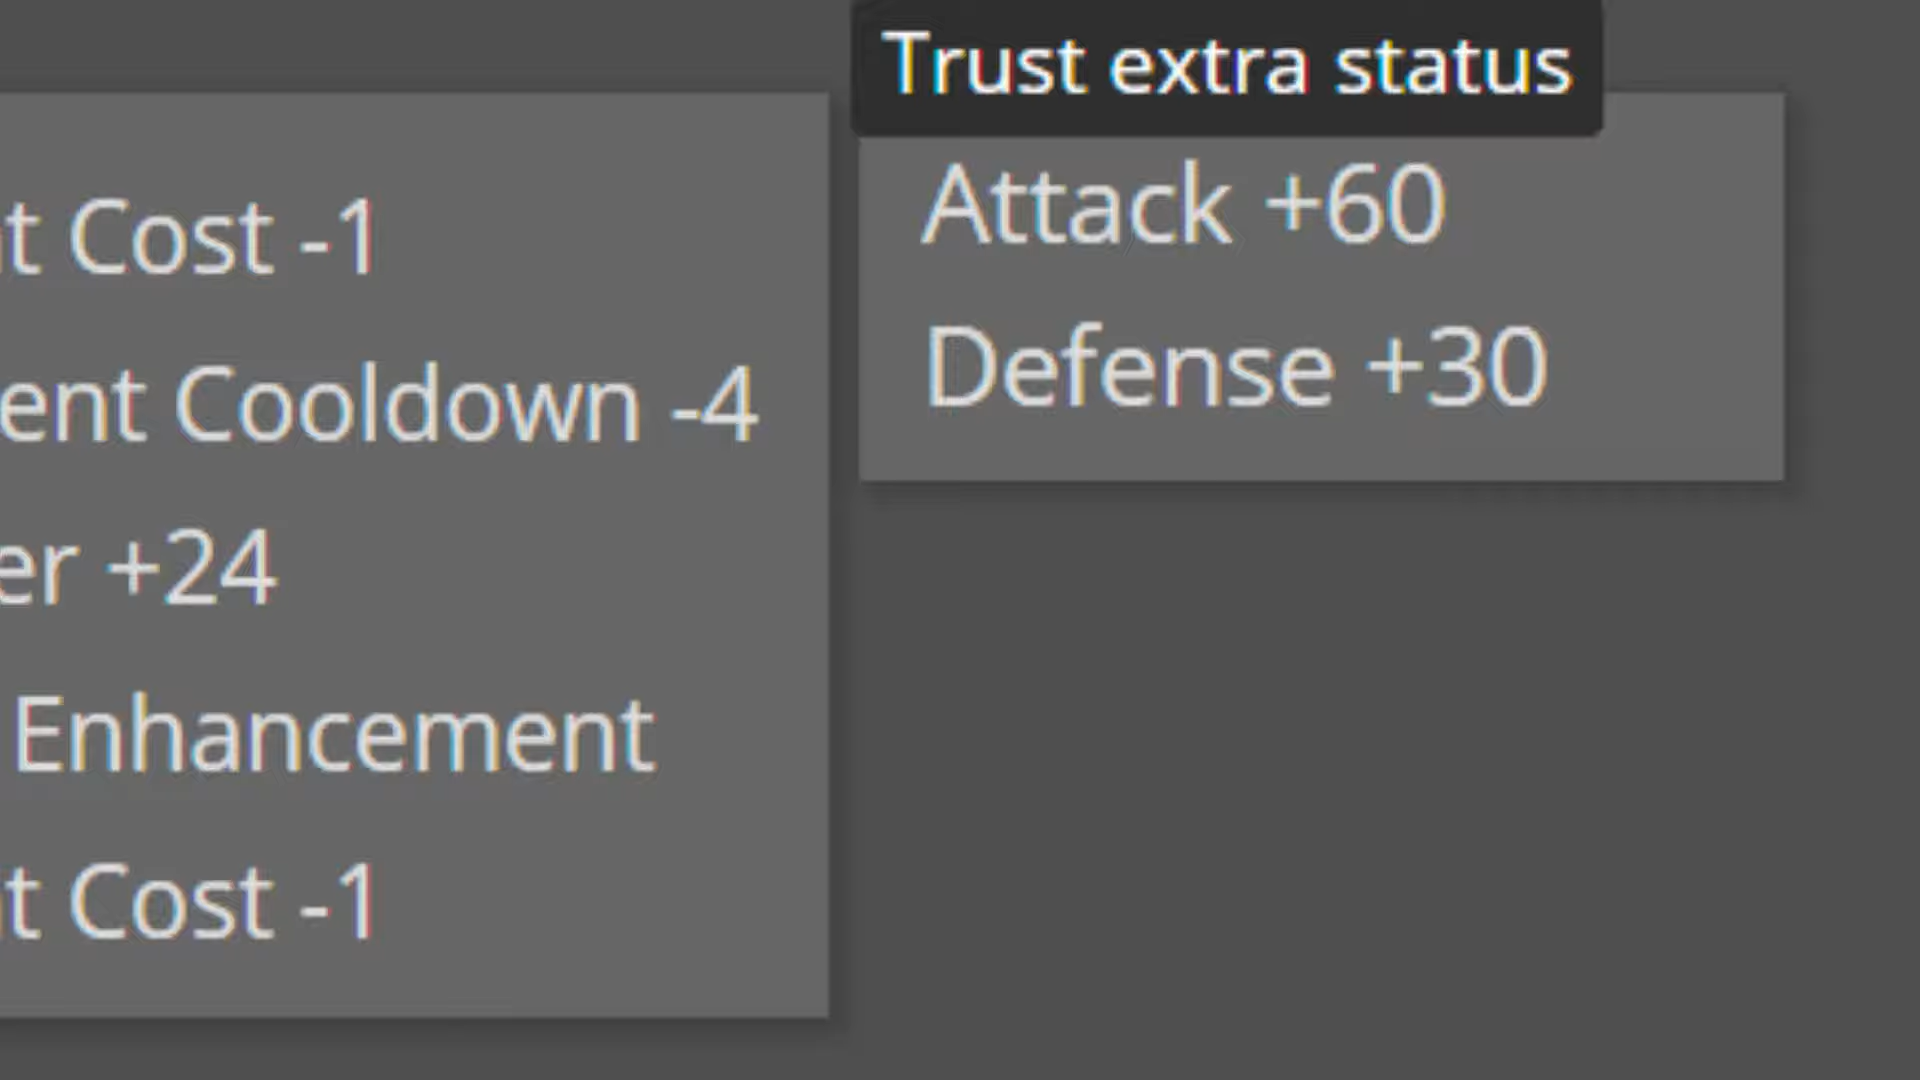 Trust extra status
Cost -1
Cooldown -4
+24
Enhancement
Cost -1
Attack +60
Defense +30